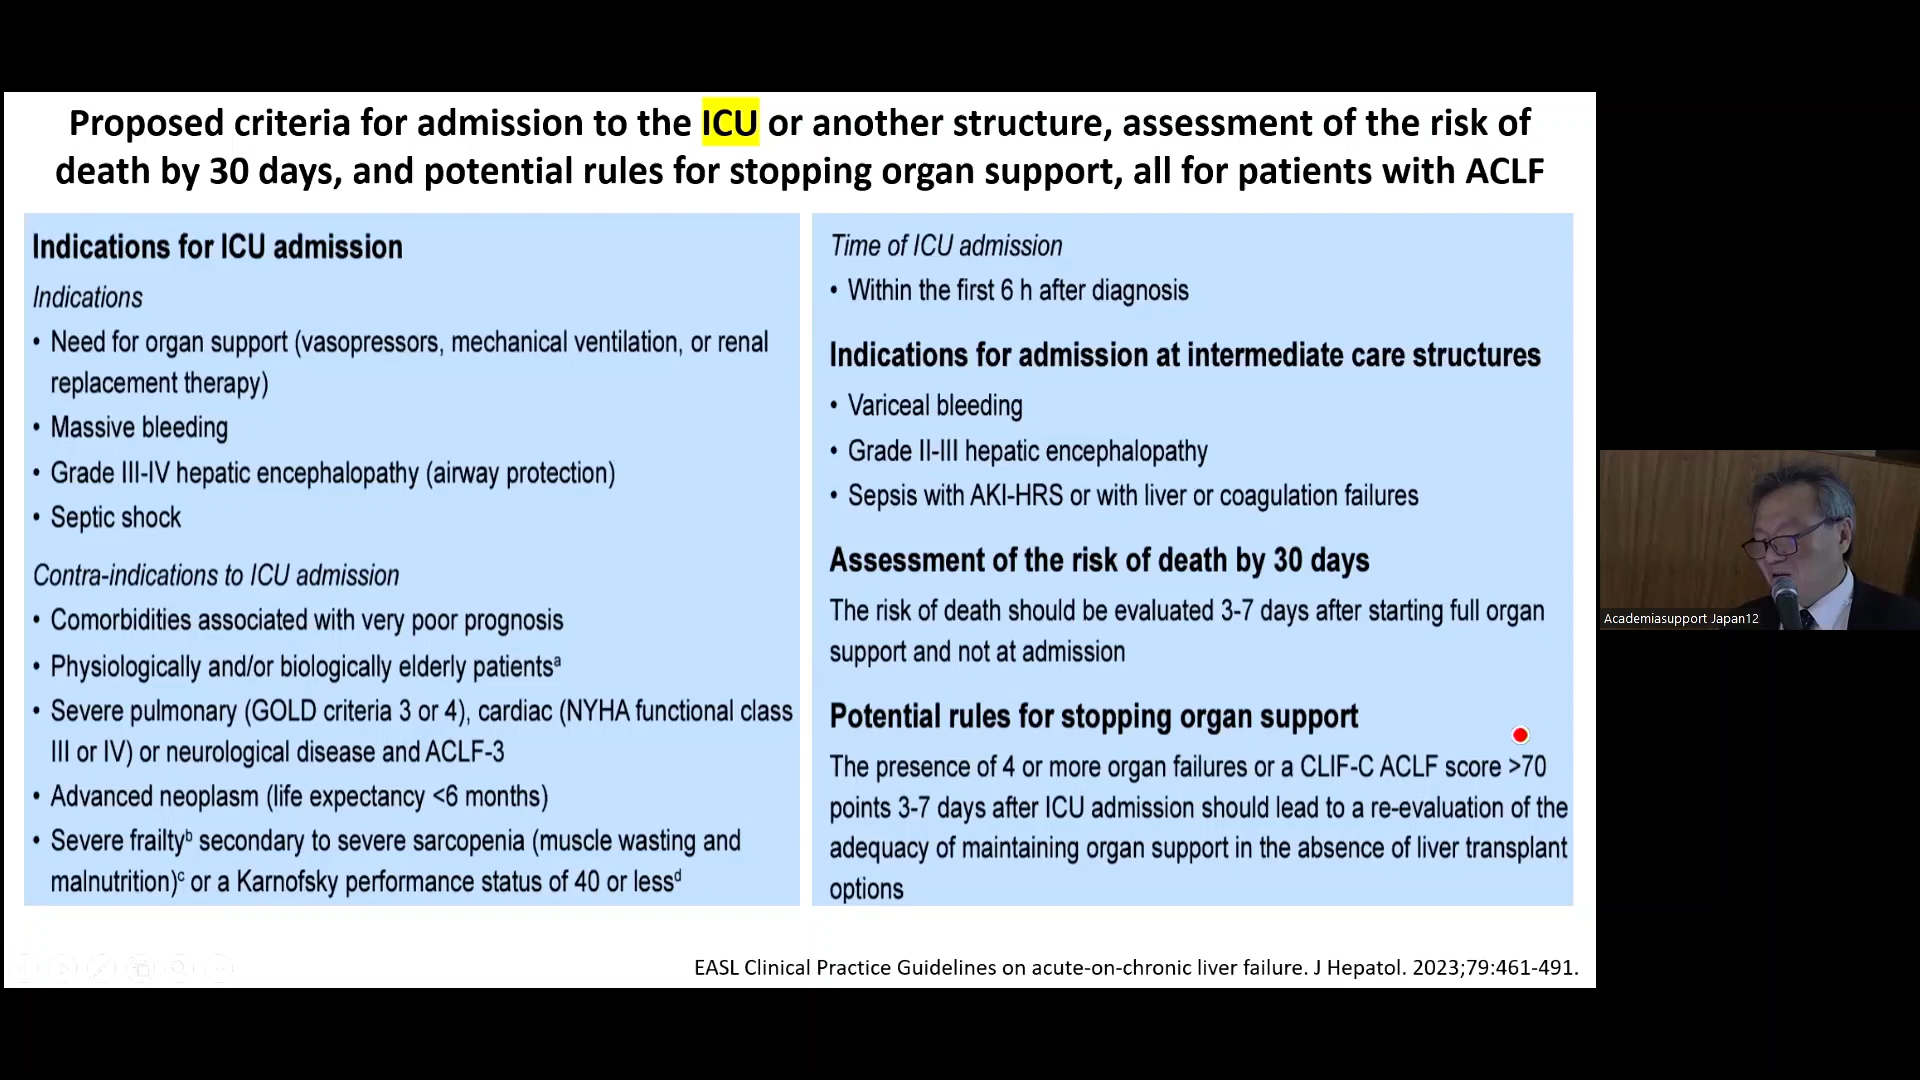 Proposed criteria for admission to the ICU or another structure, assessment of the risk of
death by 30 days, and potential rules for stopping organ support, all for patients with ACLF
Indications for ICU admission
Indications
• Need for organ support (vasopressors, mechanical ventilation, or renal
replacement therapy)
• Massive bleeding
• Grade III-IV hepatic encephalopathy (airway protection)
• Septic shock
Contra-indications to ICU admission
• Comorbidities associated with very poor prognosis
• Physiologically and/or biologically elderly patientsᵃ
• Severe pulmonary (GOLD criteria 3 or 4), cardiac (NYHA functional class
III or IV) or neurological disease and ACLF-3
• Advanced neoplasm (life expectancy <6 months)
• Severe frailtyᵇ secondary to severe sarcopenia (muscle wasting and
malnutrition)ᶜ or a Karnofsky performance status of 40 or lessᵈ
Time of ICU admission
• Within the first 6 h after diagnosis
Indications for admission at intermediate care structures
• Variceal bleeding
• Grade II-III hepatic encephalopathy
• Sepsis with AKI-HRS or with liver or coagulation failures
Assessment of the risk of death by 30 days
The risk of death should be evaluated 3-7 days after starting full organ
support and not at admission
Potential rules for stopping organ support
The presence of 4 or more organ failures or a CLIF-C ACLF score >70
points 3-7 days after ICU admission should lead to a re-evaluation of the
adequacy of maintaining organ support in the absence of liver transplant
options
EASL Clinical Practice Guidelines on acute-on-chronic liver failure. J Hepatol. 2023;79:461-491.
Academiasupport Japan12